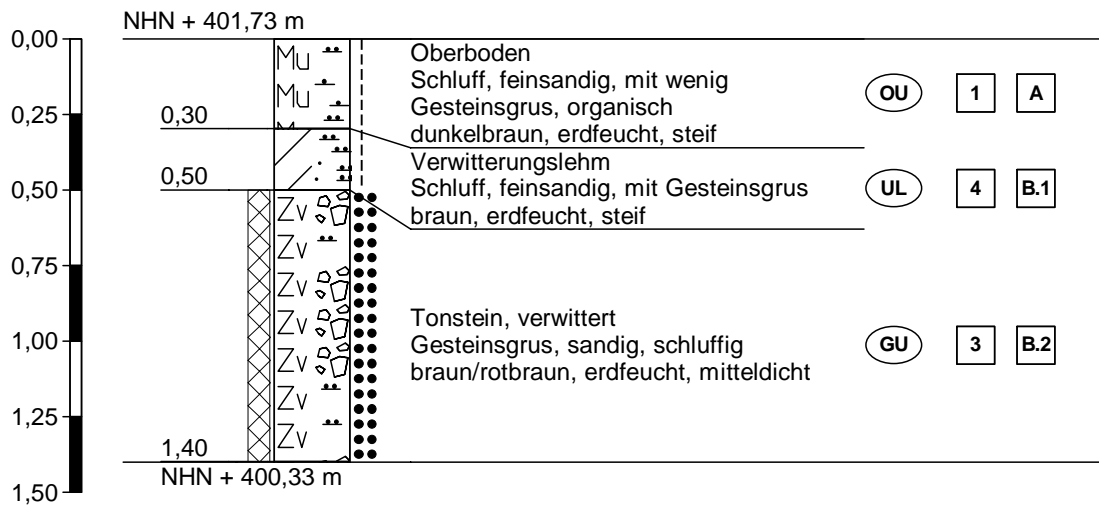 NHN + 401,73 m
0,00
0,25
0,50
0,75
1,00
1,25
1,50
0,30
0,50
1,40
NHN + 400,33 m
Mu
Mu
Zv
Zv
Zv
Zv
Zv
Zv
Zv
Oberboden
Schluff, feinsandig, mit wenig
Gesteinsgrus, organisch
dunkelbraun, erdfeucht, steif
OU 1 A
Verwitterungslehm
Schluff, feinsandig, mit Gesteinsgrus
braun, erdfeucht, steif
UL 4 B.1
Tonstein, verwittert
Gesteinsgrus, sandig, schluffig
braun/rotbraun, erdfeucht, mitteldicht
GU 3 B.2